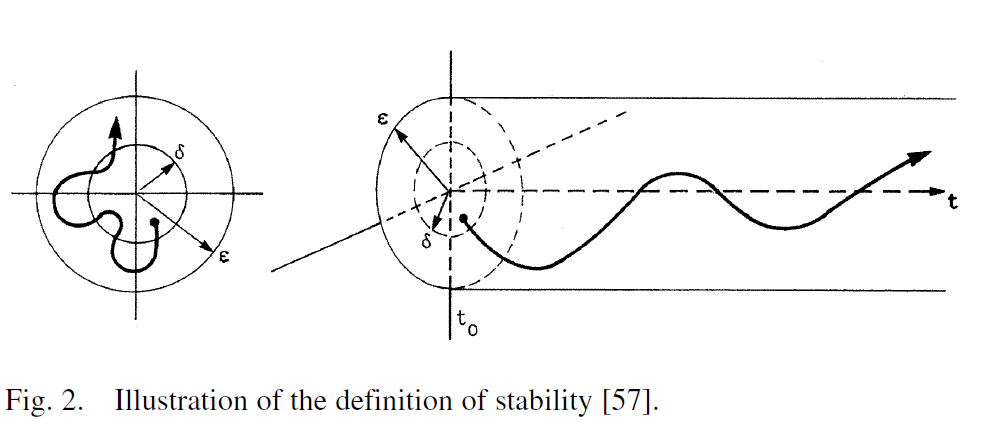 δ
ε
ε
δ
t
t₀
Fig. 2. Illustration of the definition of stability [57].